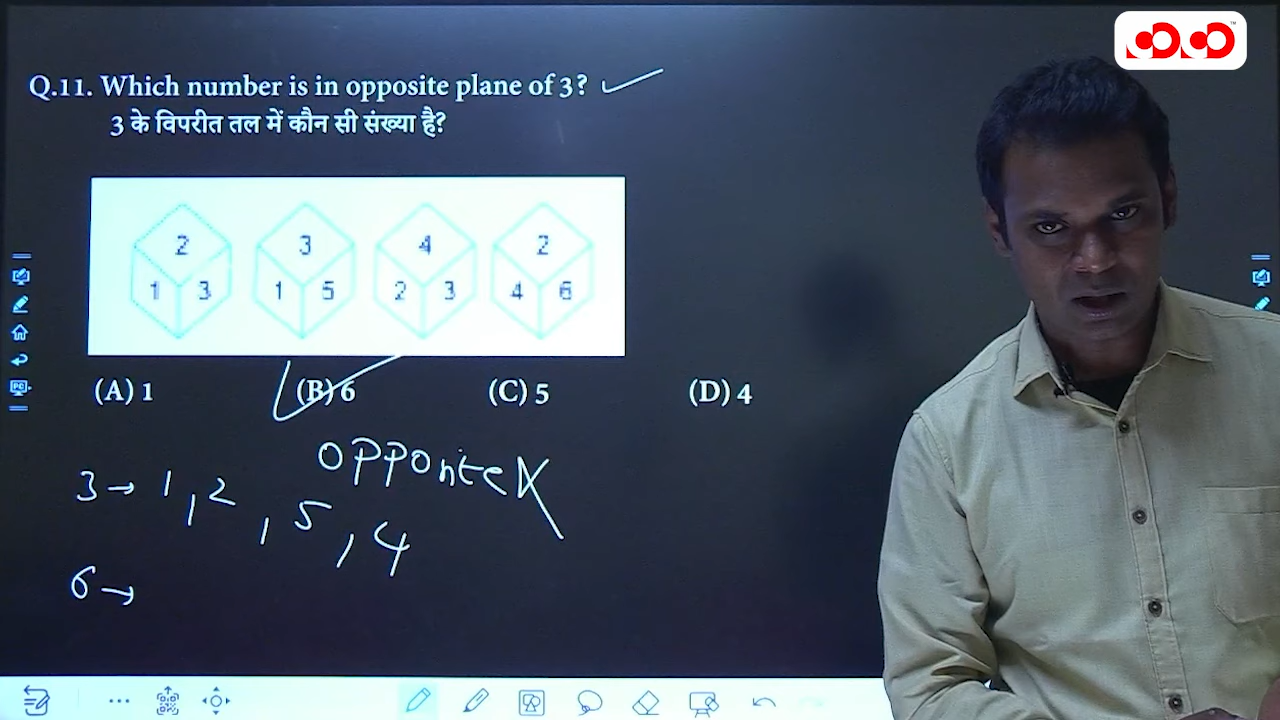 Q.11. Which number is in opposite plane of 3?
3 के विपरीत तल में कौन सी संख्या है?
2 3 4 2
1 3 1 5 2 3 4 6
(A) 1 (B) 6 (C) 5 (D) 4
opposite
3 → 1, 2, 5, 4
6 →